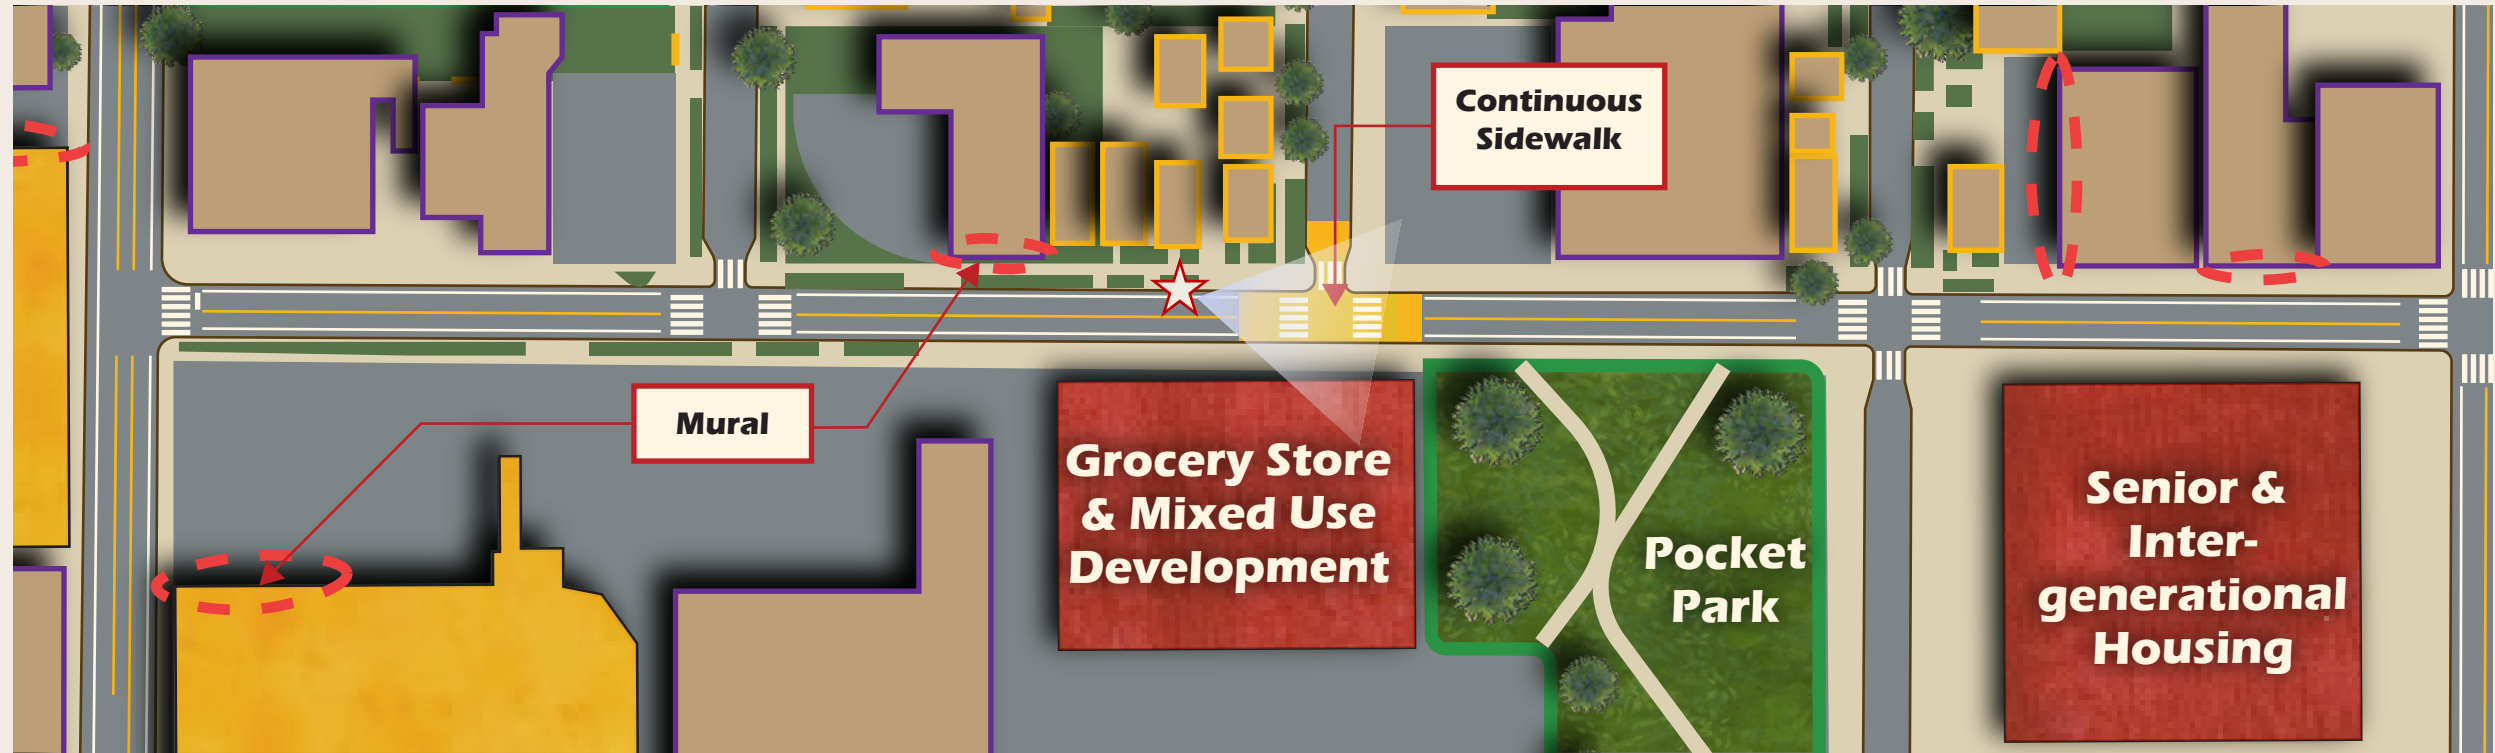 Continuous
Sidewalk
Mural
Grocery Store
& Mixed Use
Development
Pocket
Park
Senior &
Inter-
generational
Housing